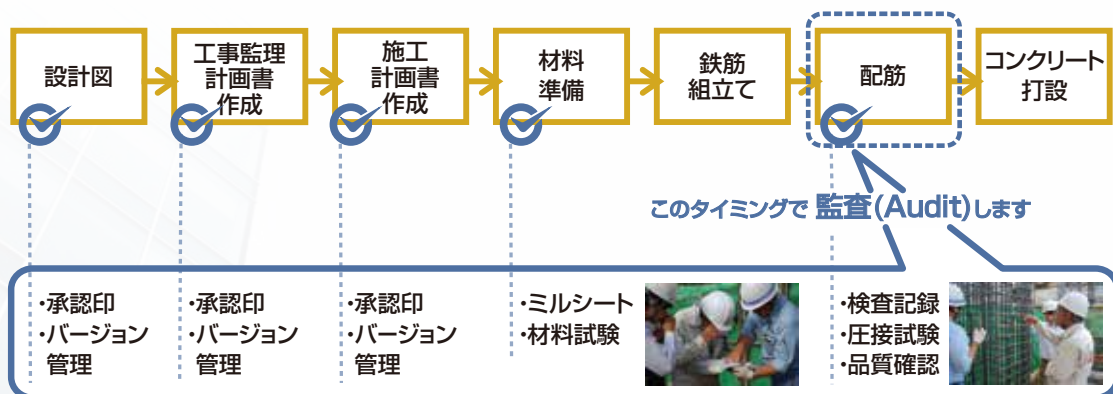 設計図
工事監理
計画書
作成
施工
計画書
作成
材料
準備
鉄筋
組立て
配筋
コンクリート
打設
このタイミングで 監査(Audit)します
・承認印
・バージョン
管理
・承認印
・バージョン
管理
・承認印
・バージョン
管理
・ミルシート
・材料試験
・検査記録
・圧接試験
・品質確認